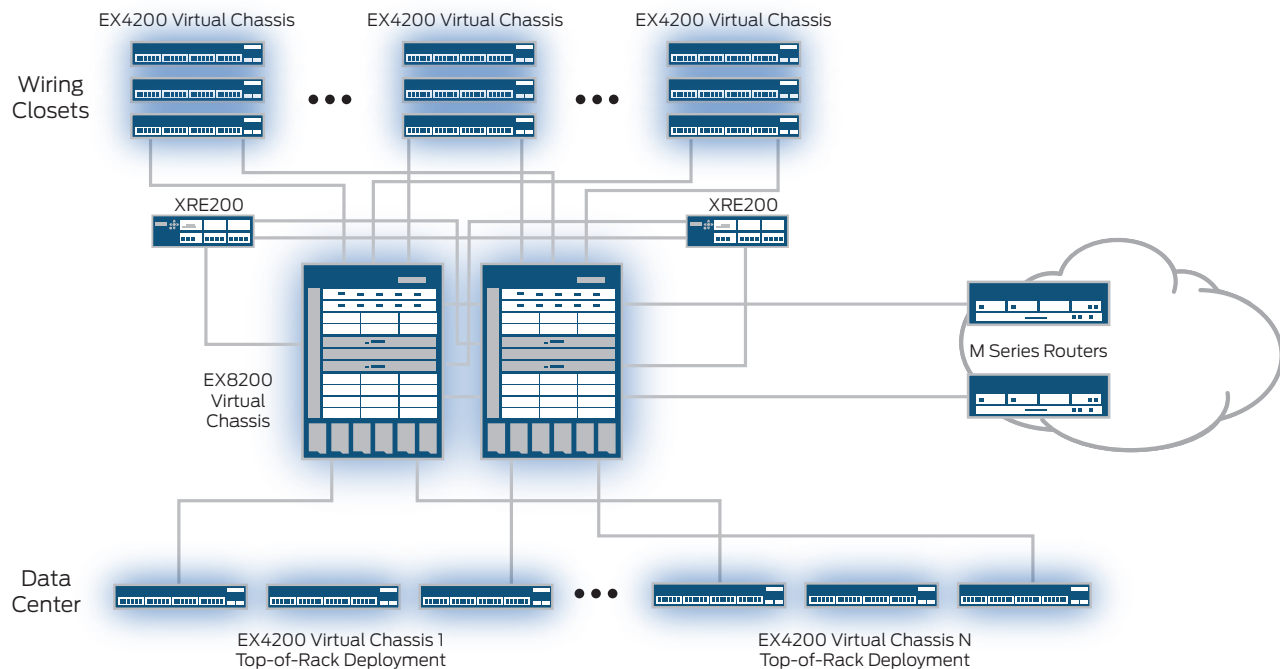 EX4200 Virtual Chassis
EX4200 Virtual Chassis
EX4200 Virtual Chassis
Wiring
Closets
XRE200
XRE200
M Series Routers
EX8200
Virtual
Chassis
Data
Center
EX4200 Virtual Chassis 1
Top-of-Rack Deployment
EX4200 Virtual Chassis N
Top-of-Rack Deployment